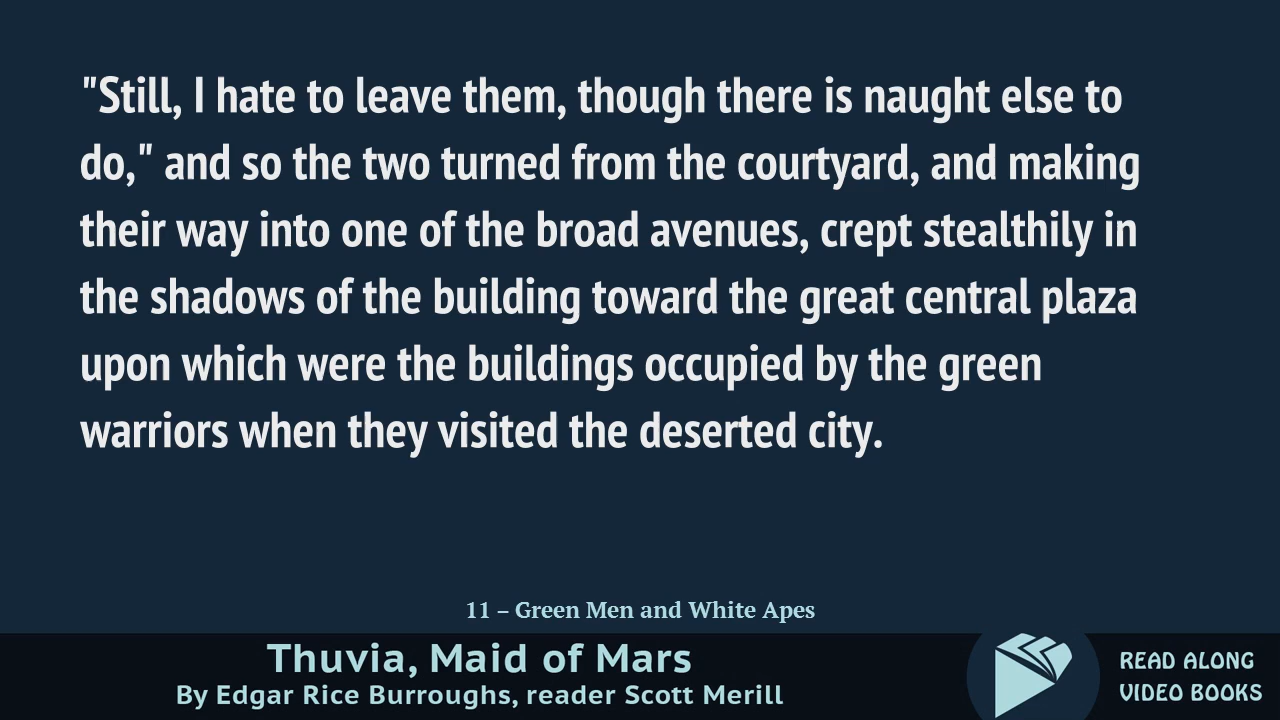 "Still, I hate to leave them, though there is naught else to
do," and so the two turned from the courtyard, and making
their way into one of the broad avenues, crept stealthily in
the shadows of the building toward the great central plaza
upon which were the buildings occupied by the green
warriors when they visited the deserted city.
11 – Green Men and White Apes
Thuvia, Maid of Mars
By Edgar Rice Burroughs, reader Scott Merill
READ ALONG
VIDEO BOOKS